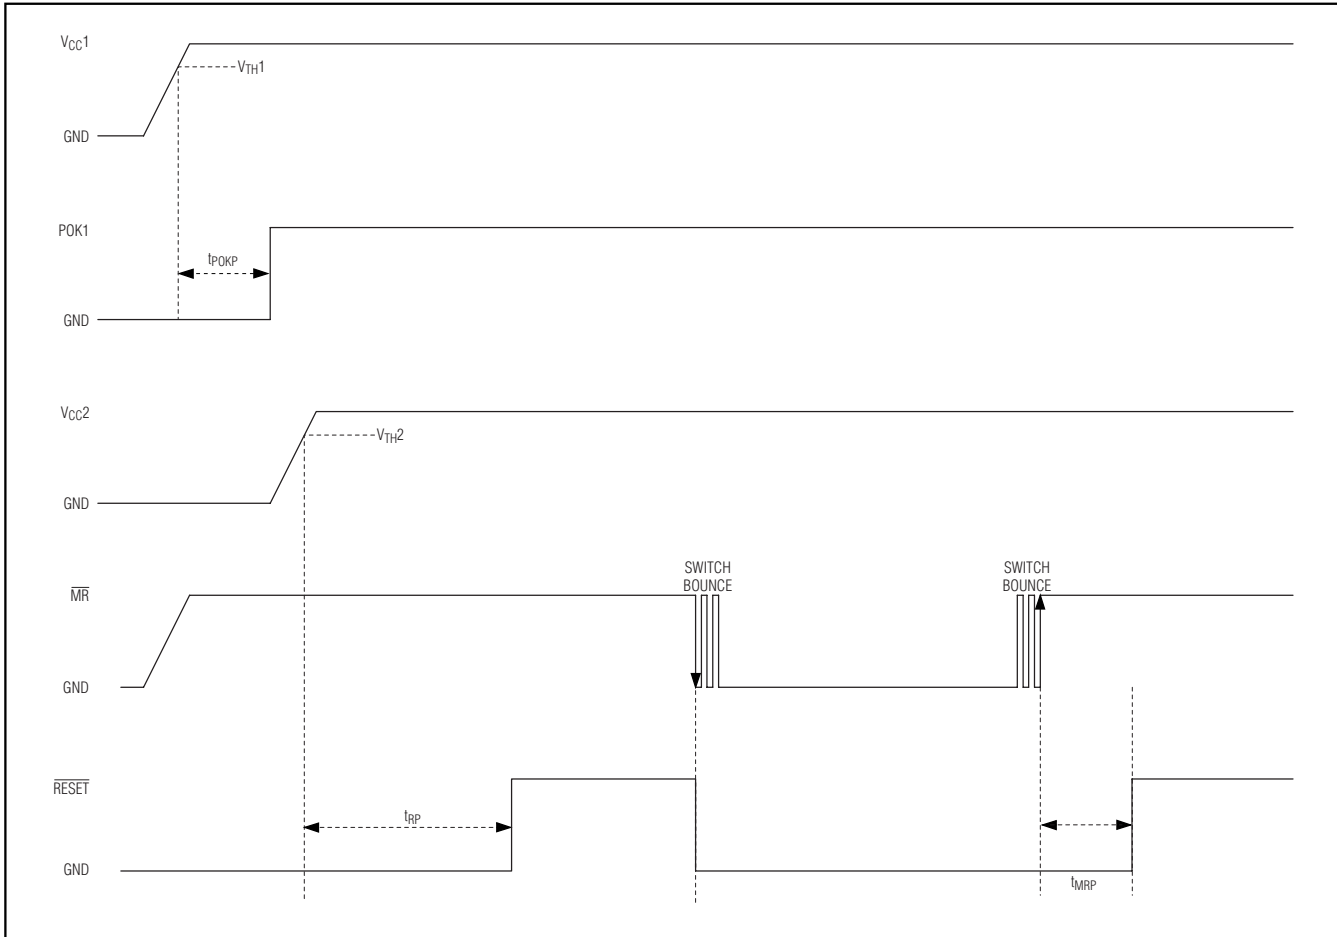 VCC1
VTH1
GND
POK1
tPOKP
GND
VCC2
VTH2
GND
SWITCH
BOUNCE
SWITCH
BOUNCE
MR
GND
RESET
tRP
GND
tMRP